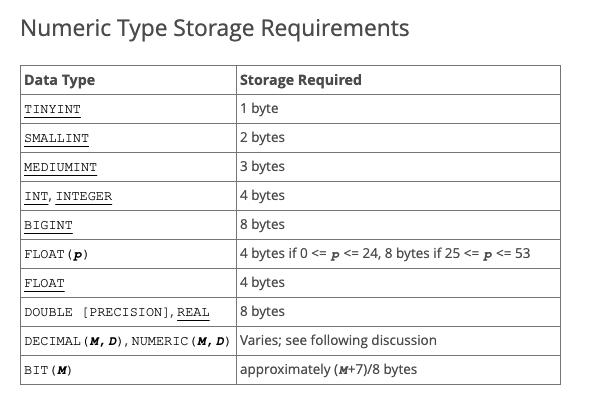 Numeric Type Storage Requirements
Data Type Storage Required
TINYINT 1 byte
SMALLINT 2 bytes
MEDIUMINT 3 bytes
INT, INTEGER 4 bytes
BIGINT 8 bytes
FLOAT(p) 4 bytes if 0 <= p <= 24, 8 bytes if 25 <= p <= 53
FLOAT 4 bytes
DOUBLE [PRECISION], REAL 8 bytes
DECIMAL(M,D), NUMERIC(M,D) Varies; see following discussion
BIT(M) approximately (M+7)/8 bytes